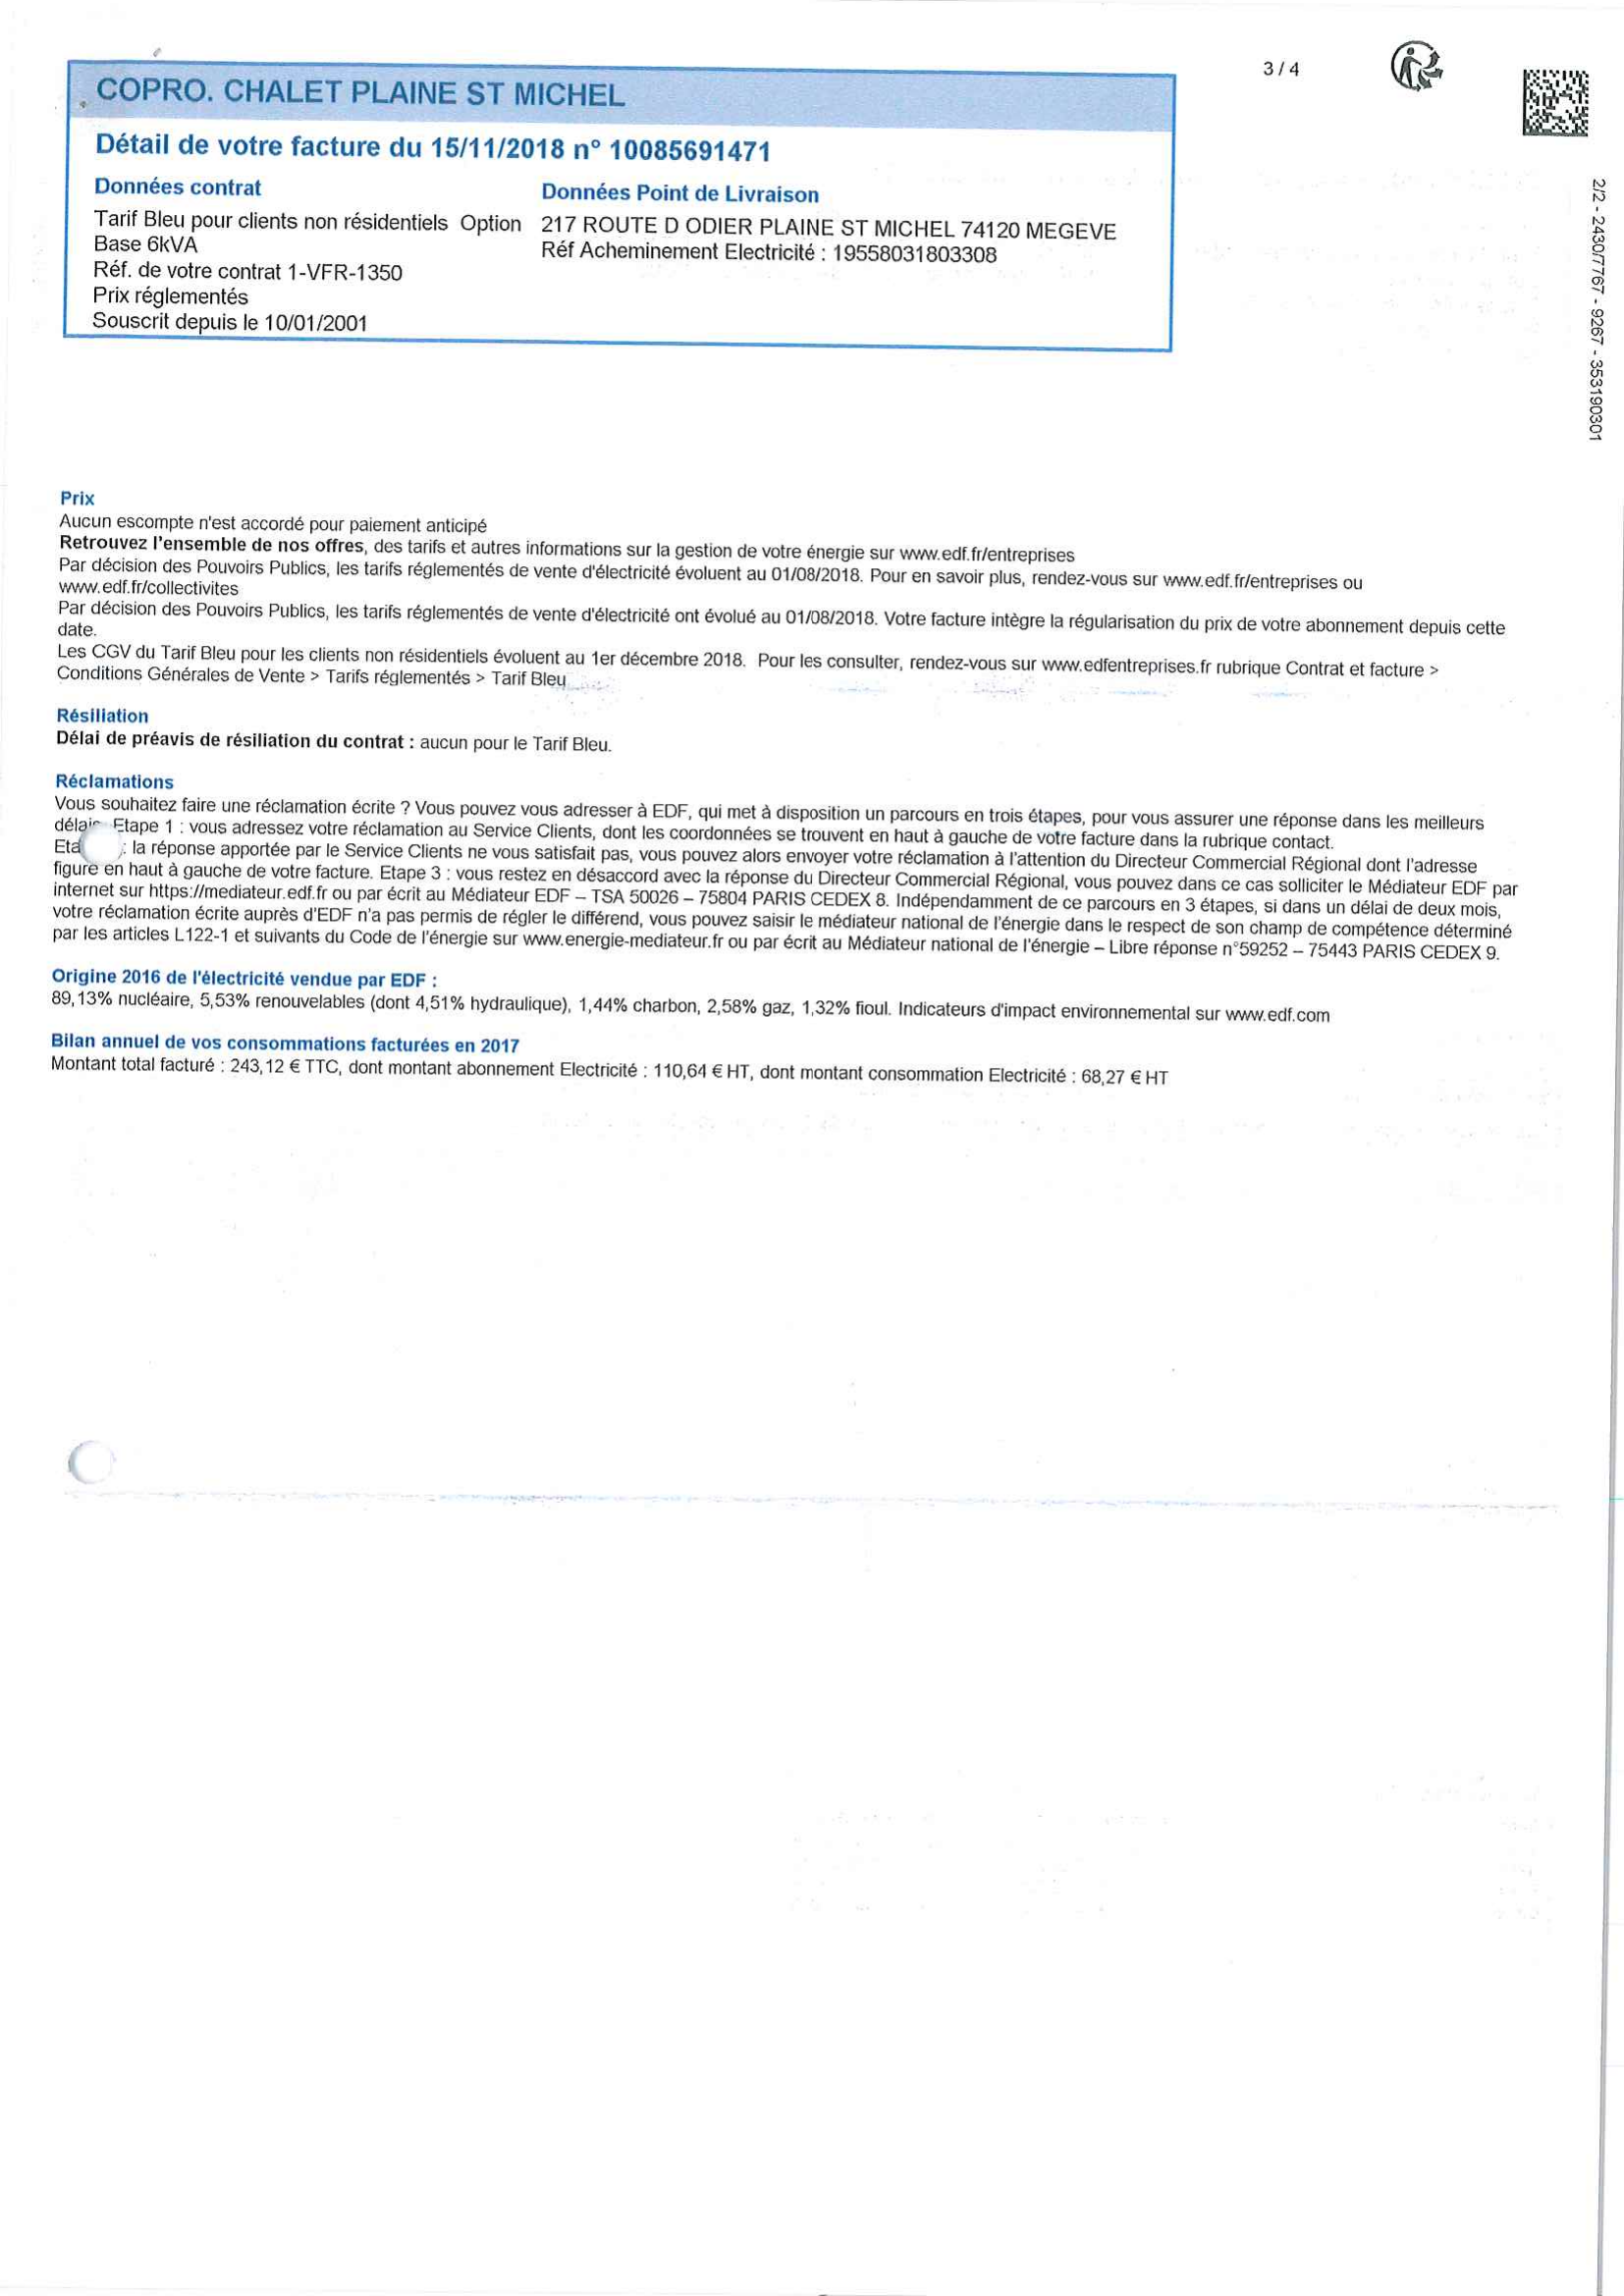 3 / 4
COPRO. CHALET PLAINE ST MICHEL
Détail de votre facture du 15/11/2018 n° 10085691471
Données contrat
Tarif Bleu pour clients non résidentiels Option
Base 6kVA
Réf. de votre contrat 1-VFR-1350
Prix réglementés
Souscrit depuis le 10/01/2001
Données Point de Livraison
217 ROUTE D ODIER PLAINE ST MICHEL 74120 MEGEVE
Réf Acheminement Electricité : 19558031803308
2/2 - 2430/7767 - 9267 - 353190301
Prix
Aucun escompte n'est accordé pour paiement anticipé
Retrouvez l'ensemble de nos offres, des tarifs et autres informations sur la gestion de votre énergie sur www.edf.fr/entreprises
Par décision des Pouvoirs Publics, les tarifs réglementés de vente d'électricité évoluent au 01/08/2018. Pour en savoir plus, rendez-vous sur www.edf.fr/entreprises ou
www.edf.fr/collectivites
Par décision des Pouvoirs Publics, les tarifs réglementés de vente d'électricité ont évolué au 01/08/2018. Votre facture intègre la régularisation du prix de votre abonnement depuis cette
date.
Les CGV du Tarif Bleu pour les clients non résidentiels évoluent au 1er décembre 2018. Pour les consulter, rendez-vous sur www.edfentreprises.fr rubrique Contrat et facture >
Conditions Générales de Vente > Tarifs réglementés > Tarif Bleu
Résiliation
Délai de préavis de résiliation du contrat : aucun pour le Tarif Bleu.
Réclamations
Vous souhaitez faire une réclamation écrite ? Vous pouvez vous adresser à EDF, qui met à disposition un parcours en trois étapes, pour vous assurer une réponse dans les meilleurs
délais Etape 1 : vous adressez votre réclamation au Service Clients, dont les coordonnées se trouvent en haut à gauche de votre facture dans la rubrique contact.
Eta : la réponse apportée par le Service Clients ne vous satisfait pas, vous pouvez alors envoyer votre réclamation à l'attention du Directeur Commercial Régional dont l'adresse
figure en haut à gauche de votre facture. Etape 3 : vous restez en désaccord avec la réponse du Directeur Commercial Régional, vous pouvez dans ce cas solliciter le Médiateur EDF par
internet sur https://mediateur.edf.fr ou par écrit au Médiateur EDF – TSA 50026 – 75804 PARIS CEDEX 8. Indépendamment de ce parcours en 3 étapes, si dans un délai de deux mois,
votre réclamation écrite auprès d'EDF n'a pas permis de régler le différend, vous pouvez saisir le médiateur national de l'énergie dans le respect de son champ de compétence déterminé
par les articles L122-1 et suivants du Code de l'énergie sur www.energie-mediateur.fr ou par écrit au Médiateur national de l'énergie – Libre réponse n°59252 – 75443 PARIS CEDEX 9.
Origine 2016 de l'électricité vendue par EDF :
89,13% nucléaire, 5,53% renouvelables (dont 4,51% hydraulique), 1,44% charbon, 2,58% gaz, 1,32% fioul. Indicateurs d'impact environnemental sur www.edf.com
Bilan annuel de vos consommations facturées en 2017
Montant total facturé : 243,12 € TTC, dont montant abonnement Electricité : 110,64 € HT, dont montant consommation Electricité : 68,27 € HT